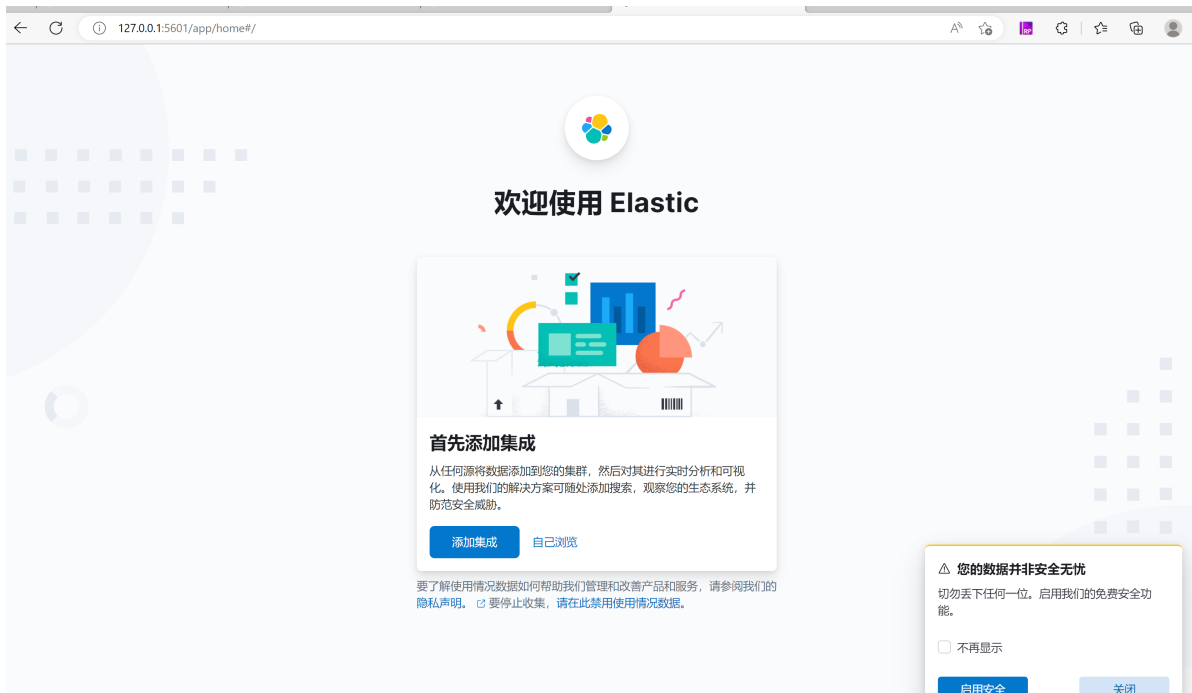 127.0.0.1:5601/app/home#/
欢迎使用 Elastic
首先添加集成
从任何源将数据添加到您的集群，然后对其进行实时分析和可视
化。使用我们的解决方案可随处添加搜索，观察您的生态系统，并
防范安全威胁。
添加集成 自己浏览
要了解使用情况数据如何帮助我们管理和改善产品和服务，请参阅我们的
隐私声明。 要停止收集，请在此禁用使用情况数据。
您的数据并非安全无忧
切勿丢下任何一位。启用我们的免费安全功
能。
不再显示
启用安全 关闭